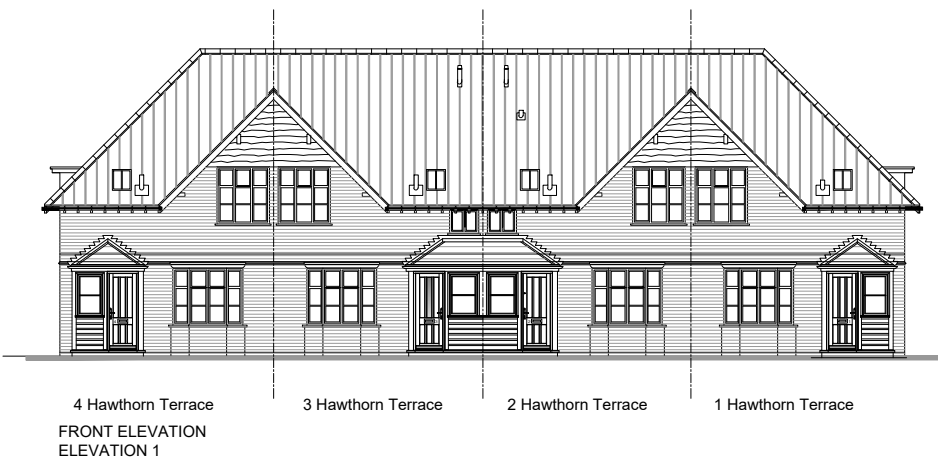 4 Hawthorn Terrace 3 Hawthorn Terrace 2 Hawthorn Terrace 1 Hawthorn Terrace
FRONT ELEVATION
ELEVATION 1